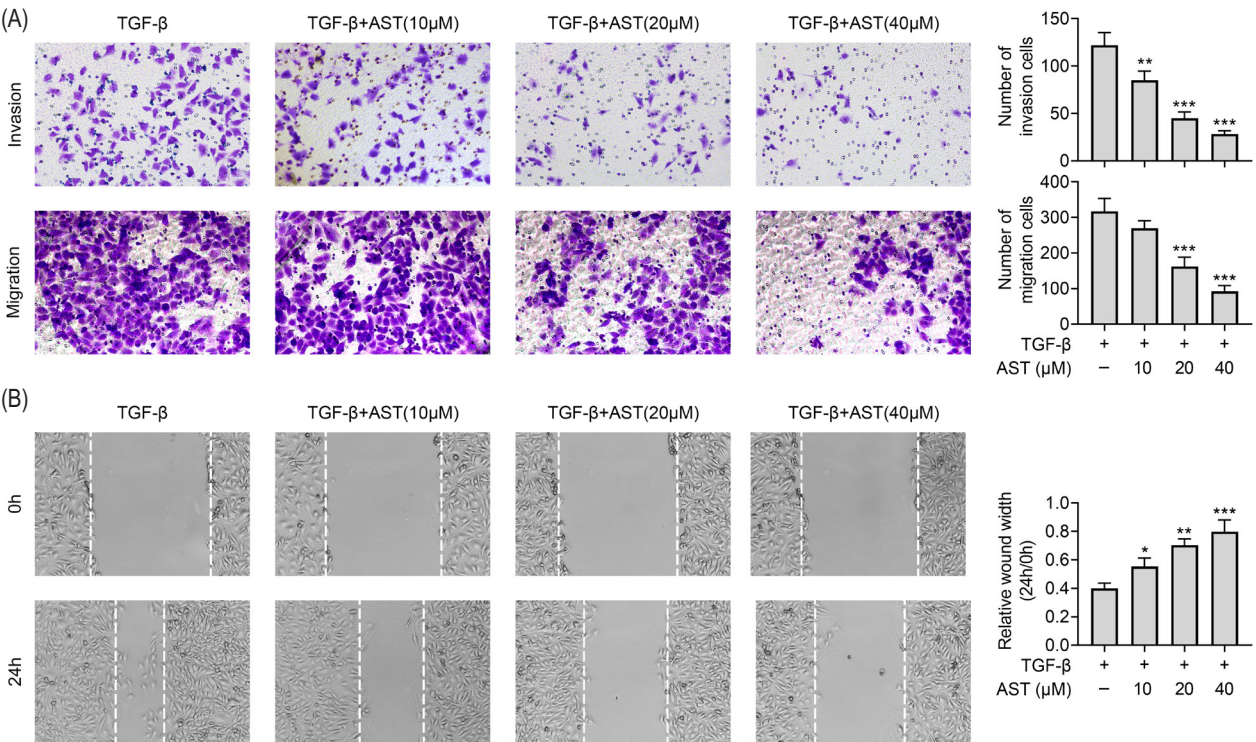 (A)
TGF-β
TGF-β+AST(10μM)
TGF-β+AST(20μM)
TGF-β+AST(40μM)
Invasion
Migration
Number of
invasion cells
150
100
50
0
**
***
***
Number of
migration cells
400
300
200
100
0
***
***
TGF-β + + + +
AST (μM) – 10 20 40
(B)
TGF-β
TGF-β+AST(10μM)
TGF-β+AST(20μM)
TGF-β+AST(40μM)
0h
24h
Relative wound width
(24h/0h)
1.0
0.8
0.6
0.4
0.2
0.0
*
**
***
TGF-β + + + +
AST (μM) – 10 20 40